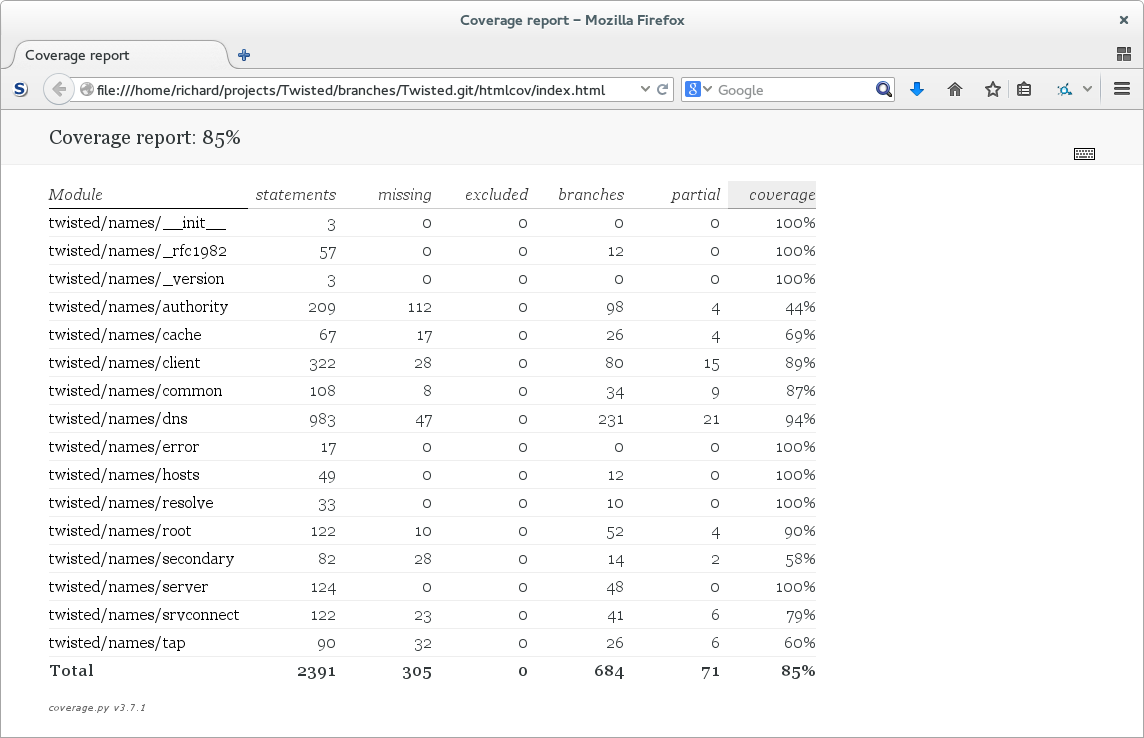 Coverage report - Mozilla Firefox
Coverage report
S file:///home/richard/projects/Twisted/branches/Twisted.git/htmlcov/index.html 8 Google
Coverage report: 85%
Module statements missing excluded branches partial coverage
twisted/names/__init__ 3 0 0 0 0 100%
twisted/names/_rfc1982 57 0 0 12 0 100%
twisted/names/_version 3 0 0 0 0 100%
twisted/names/authority 209 112 0 98 4 44%
twisted/names/cache 67 17 0 26 4 69%
twisted/names/client 322 28 0 80 15 89%
twisted/names/common 108 8 0 34 9 87%
twisted/names/dns 983 47 0 231 21 94%
twisted/names/error 17 0 0 0 0 100%
twisted/names/hosts 49 0 0 12 0 100%
twisted/names/resolve 33 0 0 10 0 100%
twisted/names/root 122 10 0 52 4 90%
twisted/names/secondary 82 28 0 14 2 58%
twisted/names/server 124 0 0 48 0 100%
twisted/names/srvconnect 122 23 0 41 6 79%
twisted/names/tap 90 32 0 26 6 60%
Total 2391 305 0 684 71 85%
coverage.py v3.7.1